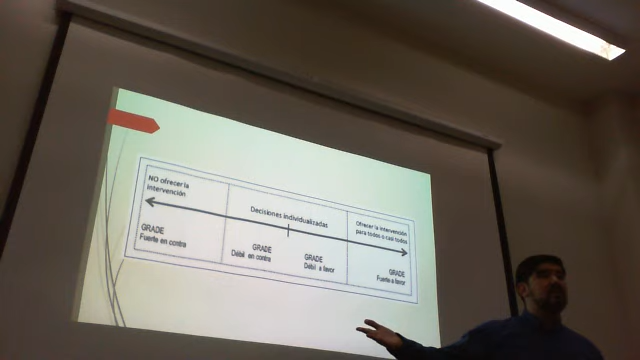 NO ofrecer la
intervención
Decisiones individualizadas
Ofrecer la intervención
para todos o casi todos
GRADE
Fuerte en contra
GRADE
Débil en contra
GRADE
Débil a favor
GRADE
Fuerte a favor